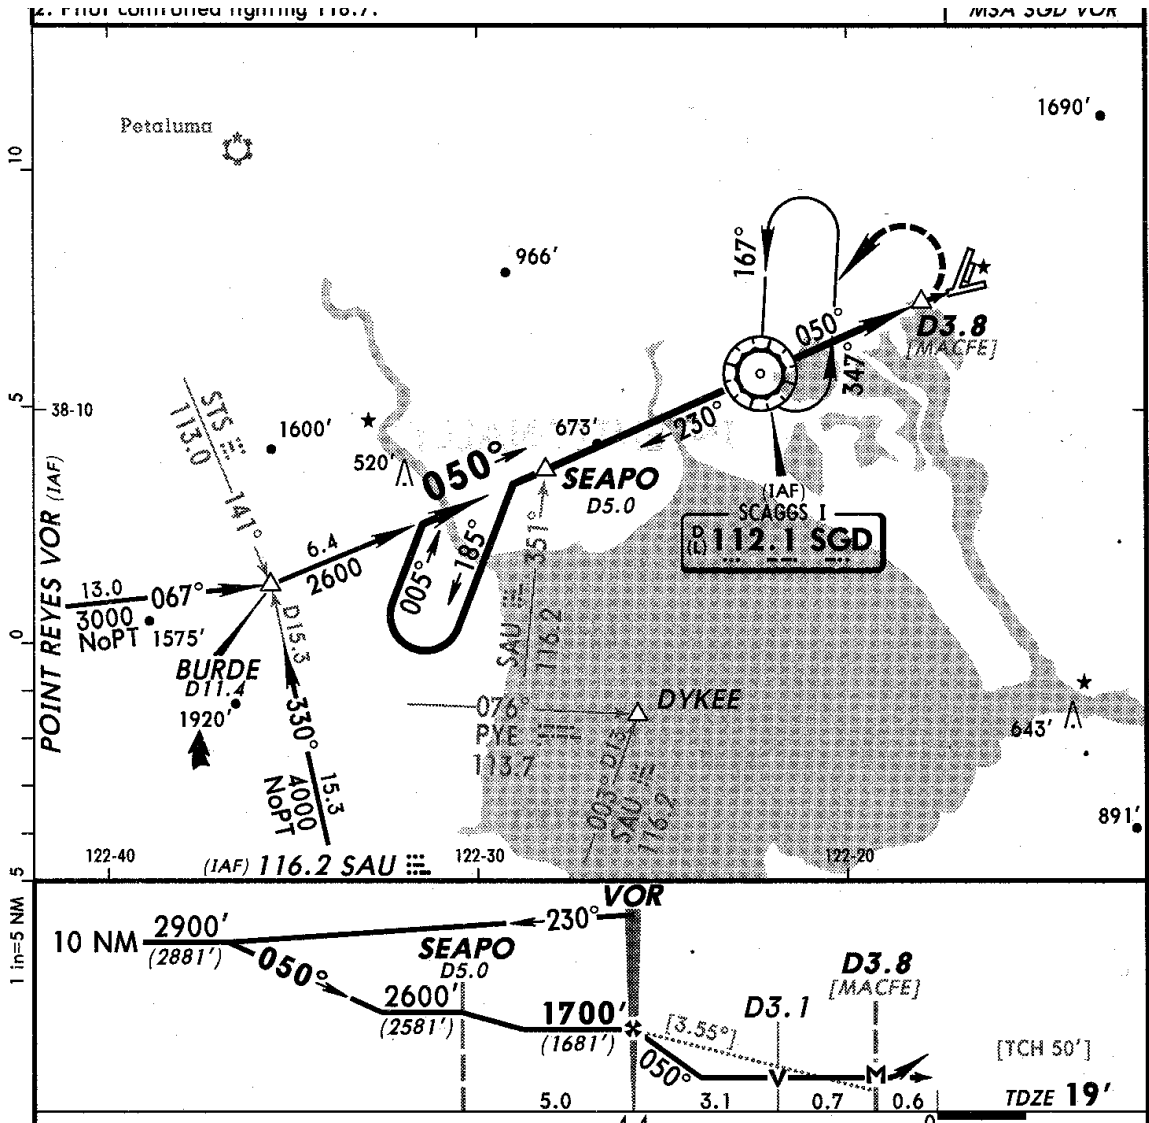 2. Pilot controlled lighting 118.7.
MSA SGD VOR
Petaluma
1690'
10
966'
167°
050°
D3.8
[MACFE]
347°
5
38-10
STS
113.0
141°
1600'
520'
673'
230°
050°
SEAPO
D5.0
(IAF)
SCAGGS I
D
(L) 112.1 SGD
6.4
2600
005°
185°
351°
SAU
116.2
POINT REYES VOR (IAF)
13.0
067°
3000
NoPT
1575'
0
D15.3
BURDE
D11.4
1920'
330°
15.3
4000
NoPT
076°
PYE
113.7
DYKEE
003° D13
SAU
116.2
643'
891'
122-40
122-30
122-20
(IAF) 116.2 SAU
5
1 in=5 NM
VOR
10 NM
2900'
(2881')
230°
050°
SEAPO
D5.0
2600'
(2581')
1700'
(1681')
[3.55°]
050°
D3.1
V
D3.8
[MACFE]
M
[TCH 50']
TDZE 19'
5.0
3.1
0.7
0.6
4.4
0